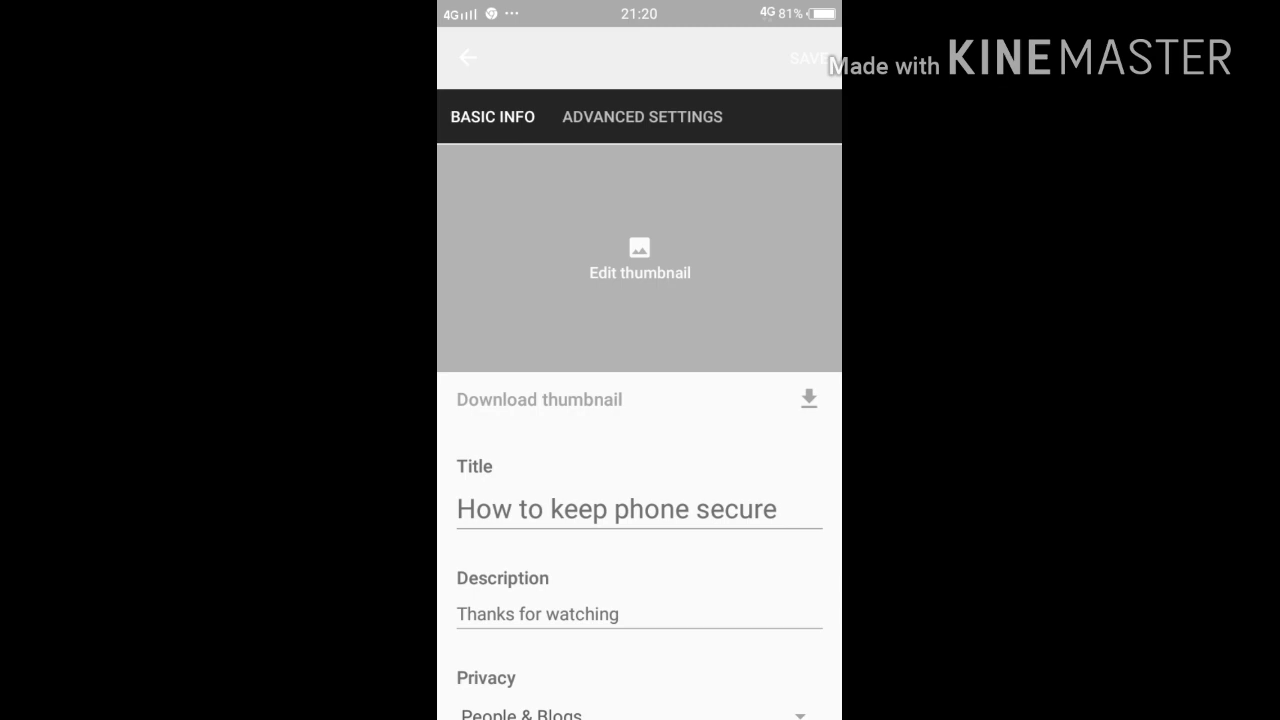 4G 21:20 4G 81%
SAVE
Made with KINEMASTER
BASIC INFO ADVANCED SETTINGS
Edit thumbnail
Download thumbnail
Title
How to keep phone secure
Description
Thanks for watching
Privacy
People & Blogs